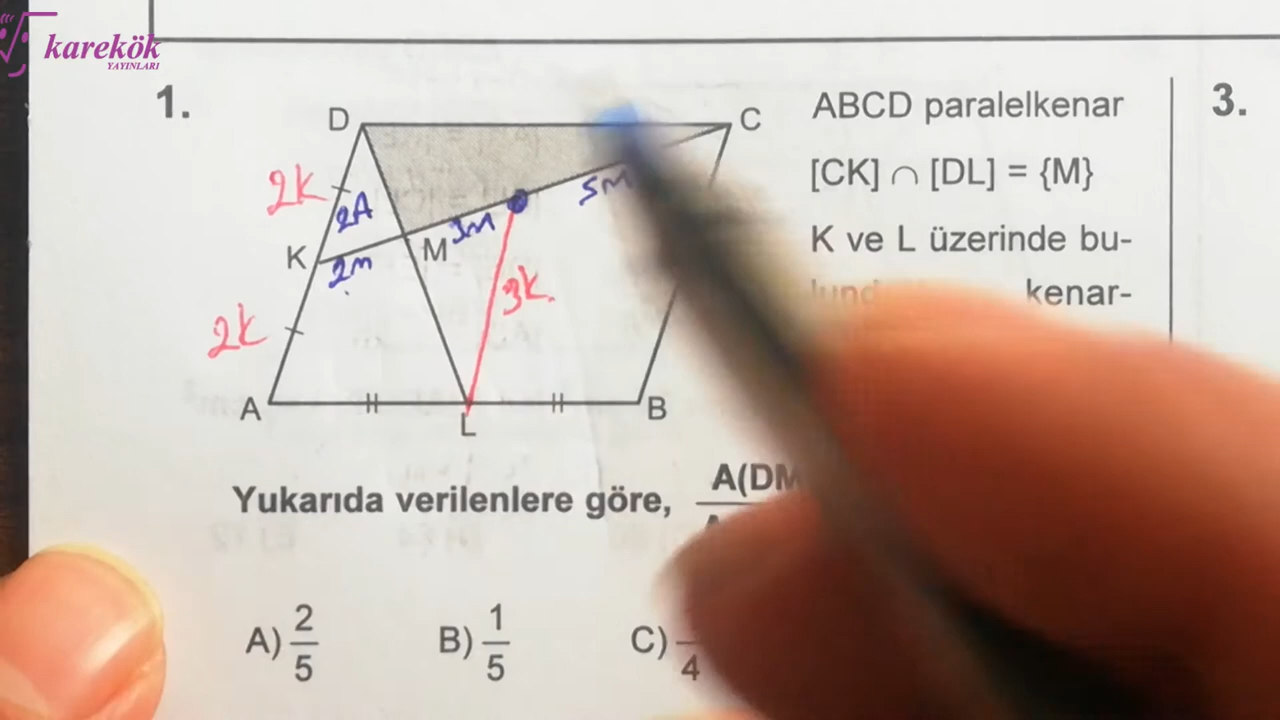 karekök
YAYINLARI
1.
D
C
2K
2A
K
2m
M
3m
5m
3K.
2K
A
L
B
ABCD paralelkenar
[CK] ∩ [DL] = {M}
K ve L üzerinde bu-
kenar-
3.
Yukarıda verilenlere göre, A(DM
A) 2/5
B) 1/5
C) 4